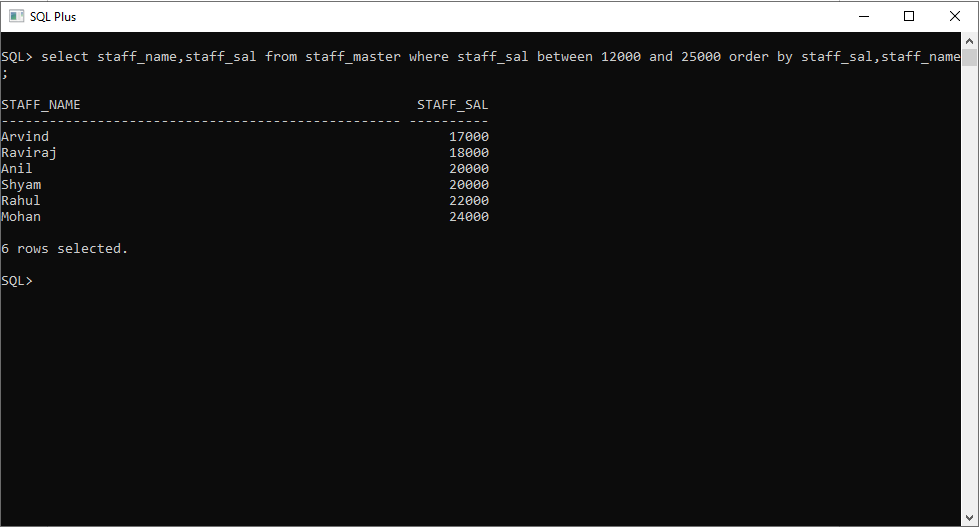 SQL Plus
SQL> select staff_name,staff_sal from staff_master where staff_sal between 12000 and 25000 order by staff_sal,staff_name
;
STAFF_NAME                                         STAFF_SAL
-------------------------------------------------- ----------
Arvind                                                  17000
Raviraj                                                 18000
Anil                                                    20000
Shyam                                                   20000
Rahul                                                   22000
Mohan                                                   24000
6 rows selected.
SQL>